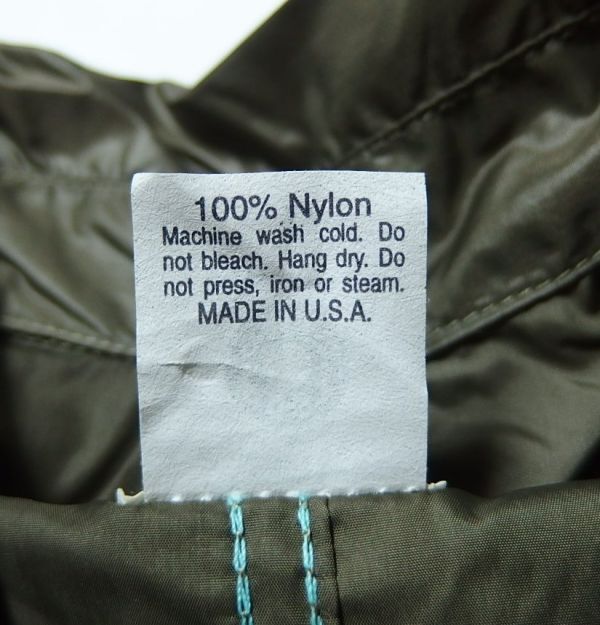 100% Nylon
Machine wash cold. Do
not bleach. Hang dry. Do
not press, iron or steam.
MADE IN U.S.A.